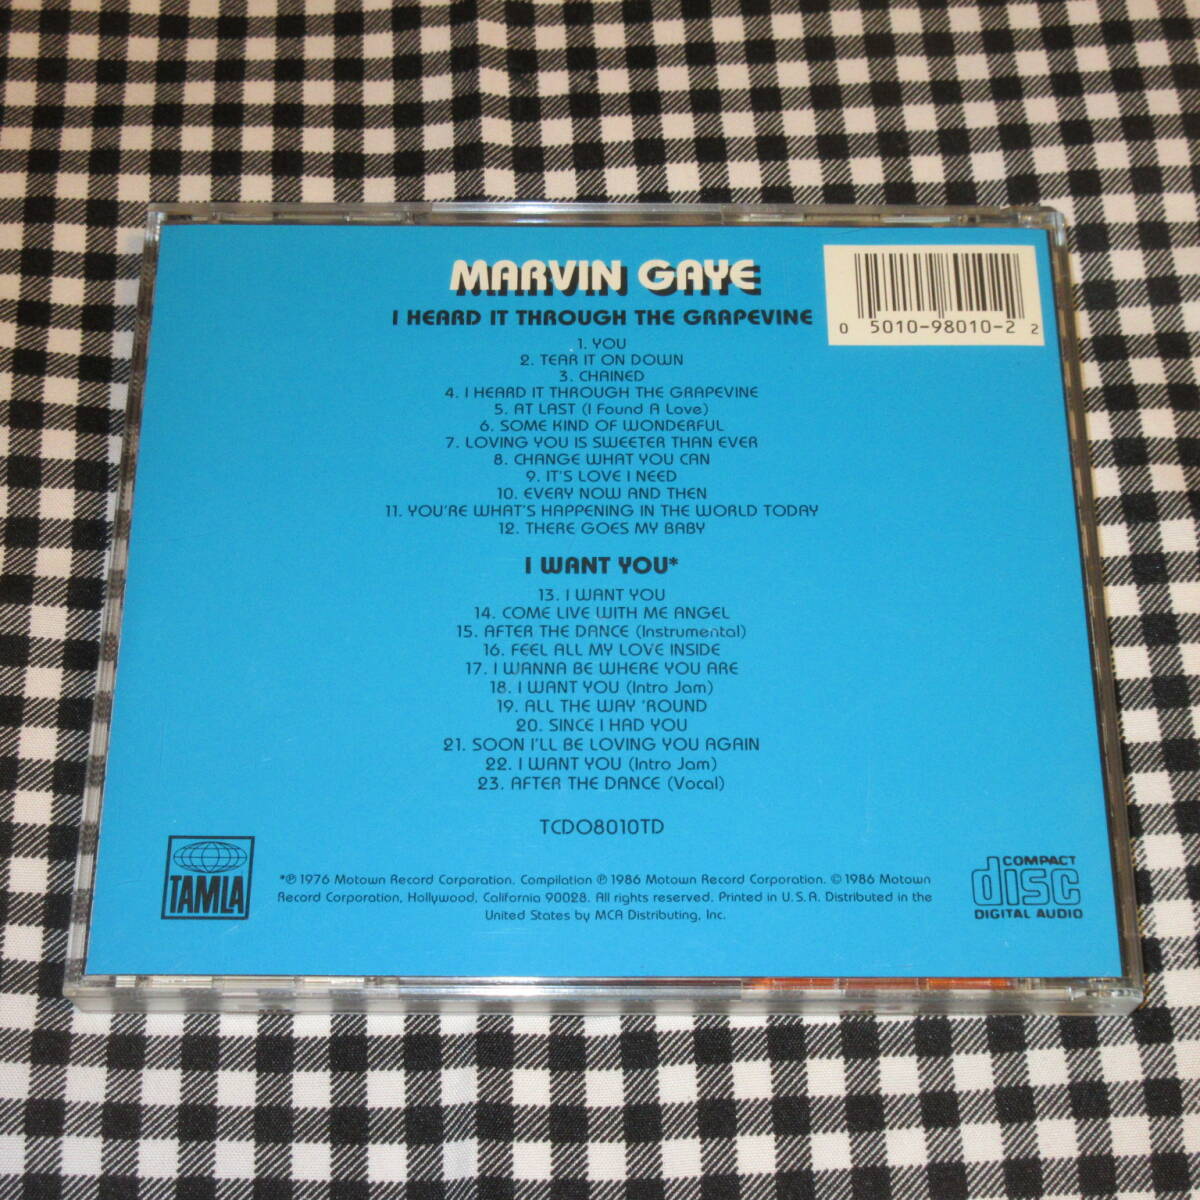 MARVIN GAYE
I HEARD IT THROUGH THE GRAPEVINE
0 5010-98010-2 2
1. YOU
2. TEAR IT ON DOWN
3. CHAINED
4. I HEARD IT THROUGH THE GRAPEVINE
5. AT LAST (I Found A Love)
6. SOME KIND OF WONDERFUL
7. LOVING YOU IS SWEETER THAN EVER
8. CHANGE WHAT YOU CAN
9. IT'S LOVE I NEED
10. EVERY NOW AND THEN
11. YOU'RE WHAT'S HAPPENING IN THE WORLD TODAY
12. THERE GOES MY BABY
I WANT YOU*
13. I WANT YOU
14. COME LIVE WITH ME ANGEL
15. AFTER THE DANCE (Instrumental)
16. FEEL ALL MY LOVE INSIDE
17. I WANNA BE WHERE YOU ARE
18. I WANT YOU (Intro Jam)
19. ALL THE WAY 'ROUND
20. SINCE I HAD YOU
21. SOON I'LL BE LOVING YOU AGAIN
22. I WANT YOU (Intro Jam)
23. AFTER THE DANCE (Vocal)
TCDO8010TD
TAMLA
*℗ 1976 Motown Record Corporation. Compilation ℗ 1986 Motown Record Corporation. © 1986 Motown
Record Corporation, Hollywood, California 90028. All rights reserved. Printed in U.S.A. Distributed in the
United States by MCA Distributing, Inc.
COMPACT
disc
DIGITAL AUDIO